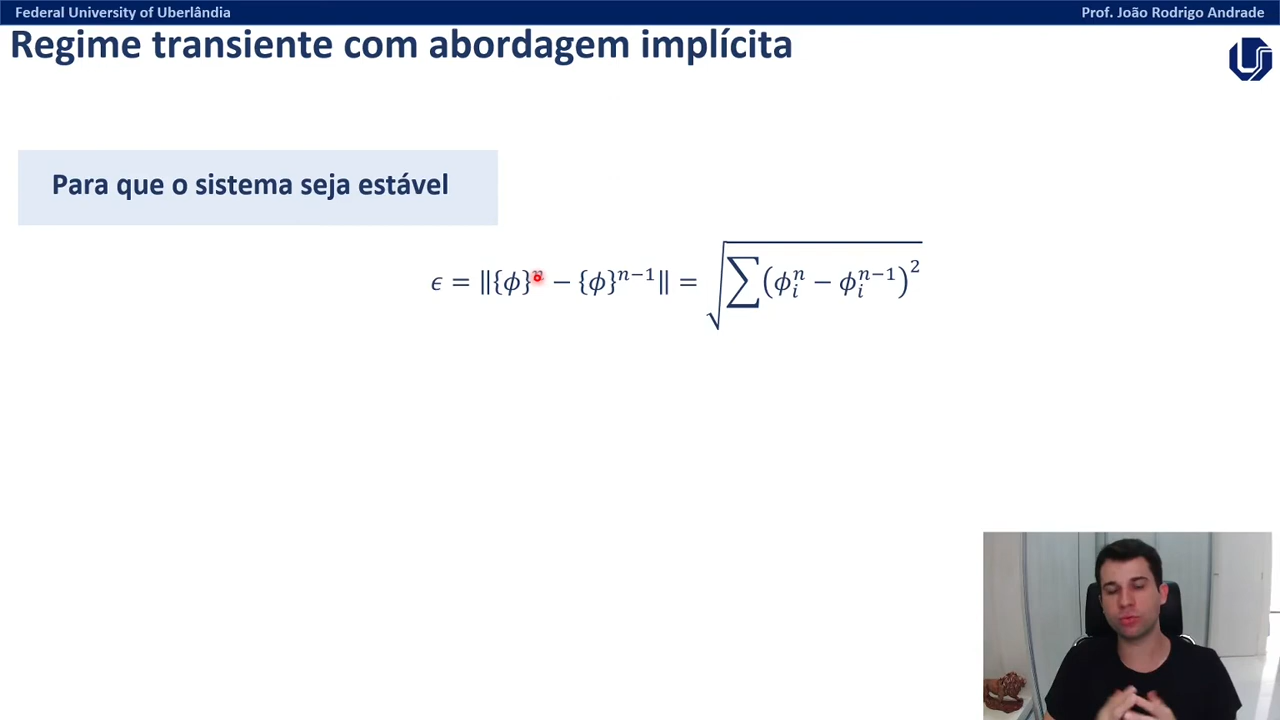 Federal University of Uberlândia
Prof. João Rodrigo Andrade
Regime transiente com abordagem implícita
Para que o sistema seja estável
ϵ = ‖{ϕ}ⁿ − {ϕ}ⁿ⁻¹‖ = √∑(ϕᵢⁿ − ϕᵢⁿ⁻¹)²